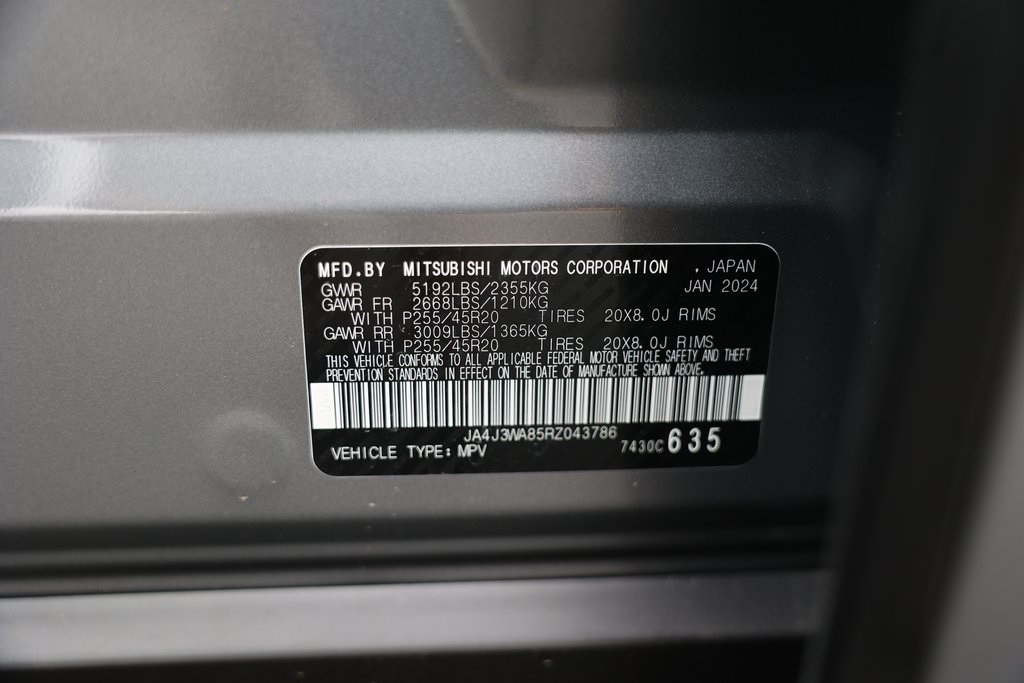 MFD.BY MITSUBISHI MOTORS CORPORATION , JAPAN
GWWR 5192LBS/2355KG JAN 2024
GAWR FR 2668LBS/1210KG
WITH P255/45R20 TIRES 20X8.0J RIMS
GAWR RR 3009LBS/1365KG
WITH P255/45R20 TIRES 20X8.0J RIMS
THIS VEHICLE CONFORMS TO ALL APPLICABLE FEDERAL MOTOR VEHICLE SAFETY AND THEFT
PREVENTION STANDARDS IN EFFECT ON THE DATE OF MANUFACTURE SHOWN ABOVE.
JA4J3WA85RZ043786
VEHICLE TYPE: MPV 7430C 635